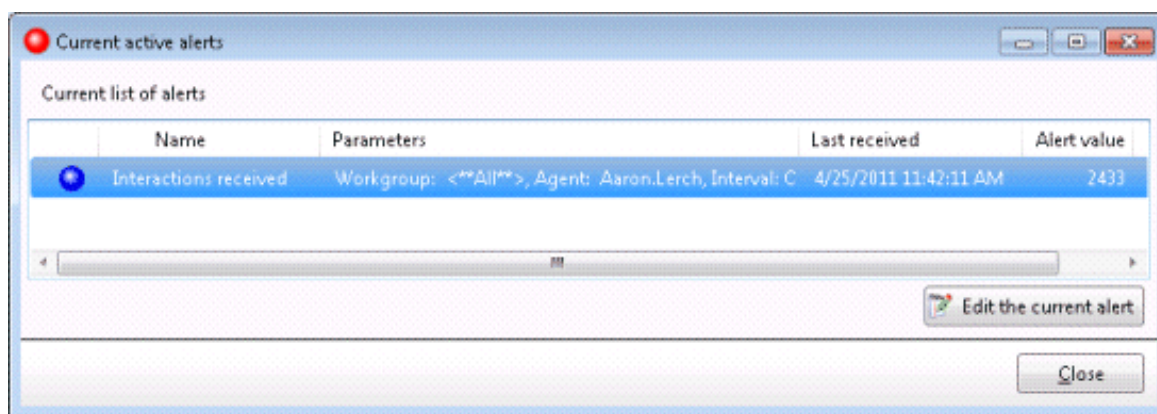 Current active alerts
Current list of alerts
Name Parameters Last received Alert value
Interactions received Workgroup: <**All**>, Agent: Aaron.Lerch, Interval: C 4/25/2011 11:42:11 AM 2433
Edit the current alert
Close